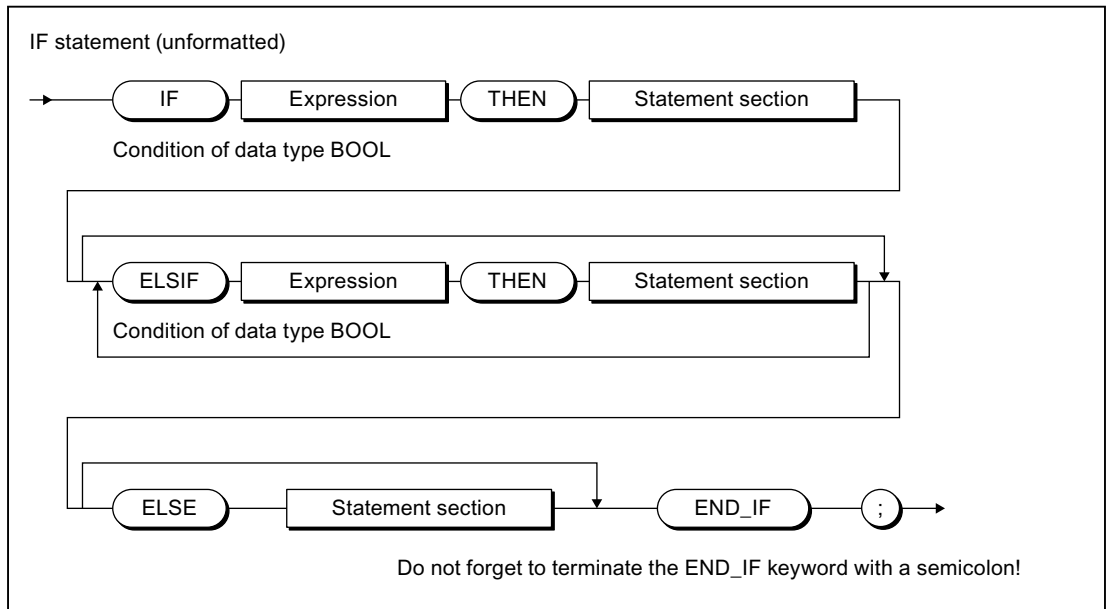 IF statement (unformatted)
IF Expression THEN Statement section
Condition of data type BOOL
ELSIF Expression THEN Statement section
Condition of data type BOOL
ELSE Statement section END_IF ;
Do not forget to terminate the END_IF keyword with a semicolon!